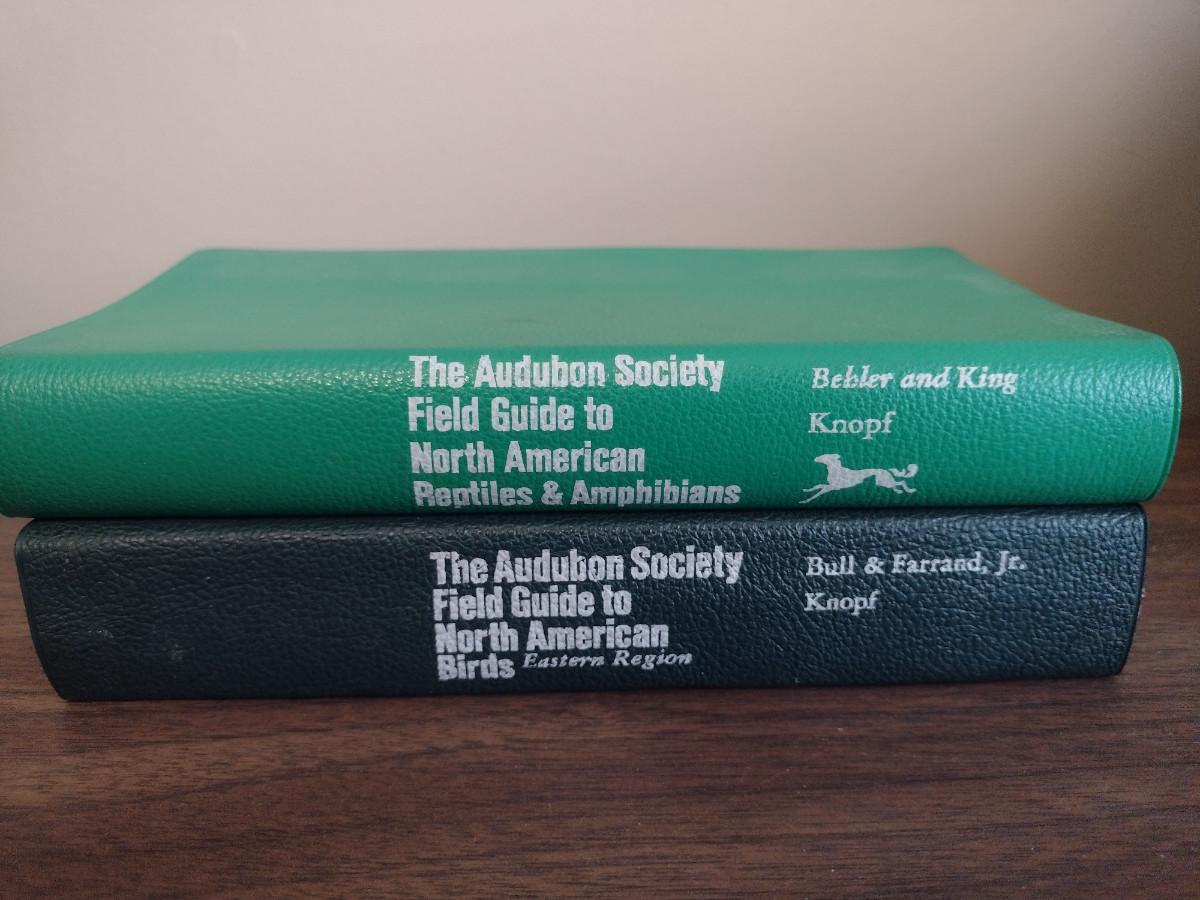 The Audubon Society
Field Guide to
North American
Reptiles & Amphibians
Behler and King
Knopf
The Audubon Society
Field Guide to
North American
Birds Eastern Region
Bull & Farrand, Jr.
Knopf